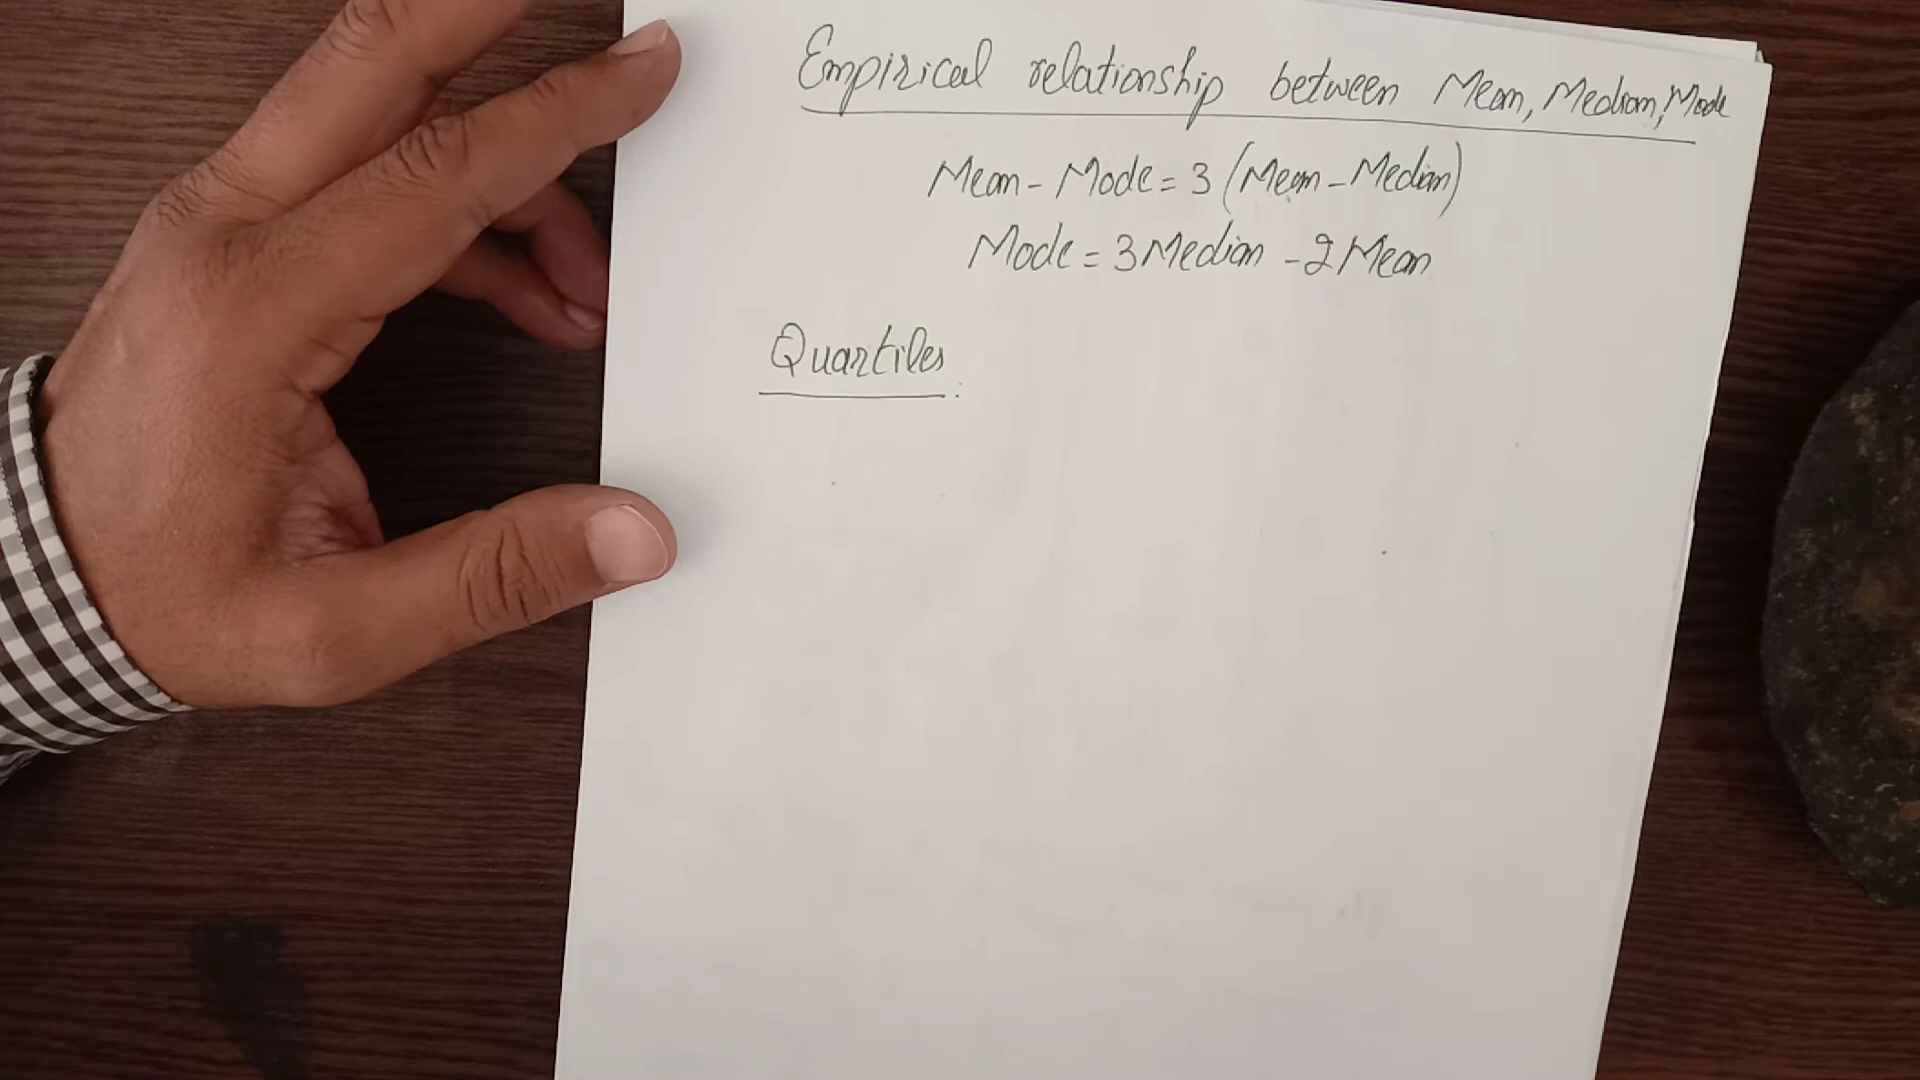 Empirical relationship between Mean, Median, Mode
Mean - Mode = 3 (Mean - Median)
Mode = 3 Median - 2 Mean
Quartiles :